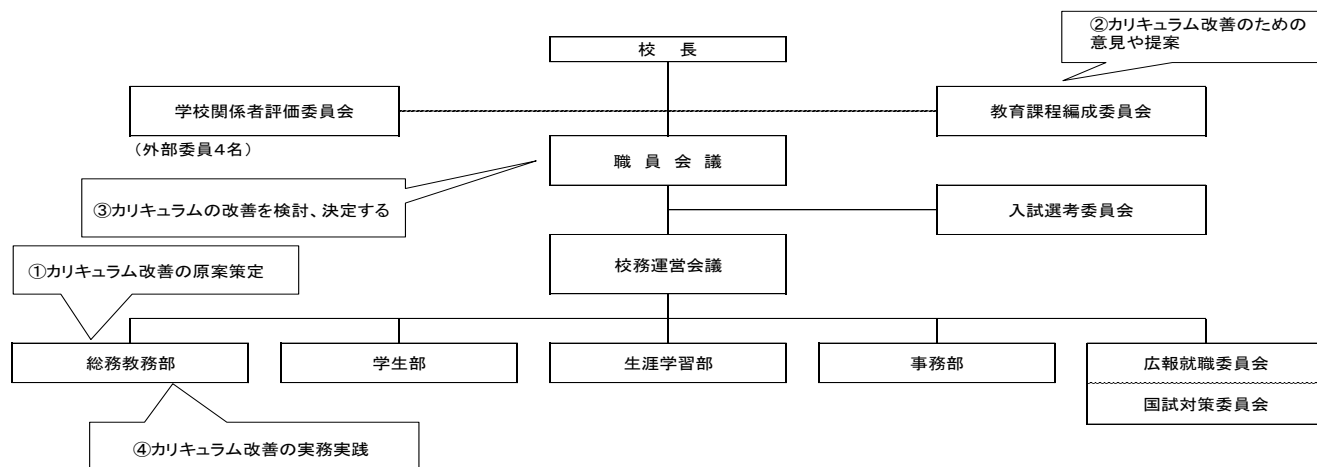 校　長
②カリキュラム改善のための
意見や提案
学校関係者評価委員会
教育課程編成委員会
（外部委員4名）
職　員　会　議
③カリキュラムの改善を検討、決定する
入試選考委員会
校務運営会議
①カリキュラム改善の原案策定
総務教務部
学生部
生涯学習部
事務部
広報就職委員会
国試対策委員会
④カリキュラム改善の実務実践